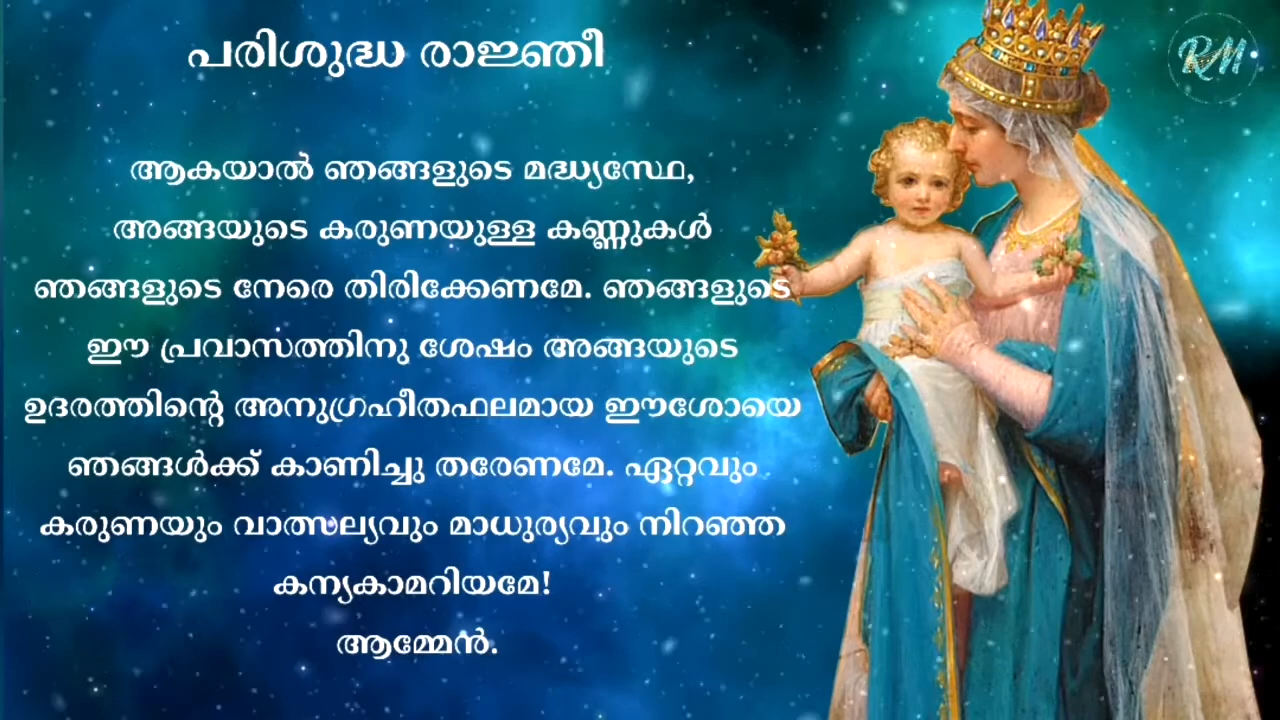 പരിശുദ്ധ രാജ്ഞീ
RM
ആകയാൽ ഞങ്ങളുടെ മദ്ധ്യസ്ഥേ,
അങ്ങയുടെ കരുണയുള്ള കണ്ണുകൾ
ഞങ്ങളുടെ നേരെ തിരിക്കേണമേ. ഞങ്ങളുടെ
ഈ പ്രവാസത്തിനു ശേഷം അങ്ങയുടെ
ഉദരത്തിന്റെ അനുഗ്രഹീതഫലമായ ഈശോയെ
ഞങ്ങൾക്ക് കാണിച്ചു തരേണമേ. ഏറ്റവും
കരുണയും വാത്സല്യവും മാധുര്യവും നിറഞ്ഞ
കന്യകാമറിയമേ!
ആമ്മേൻ.